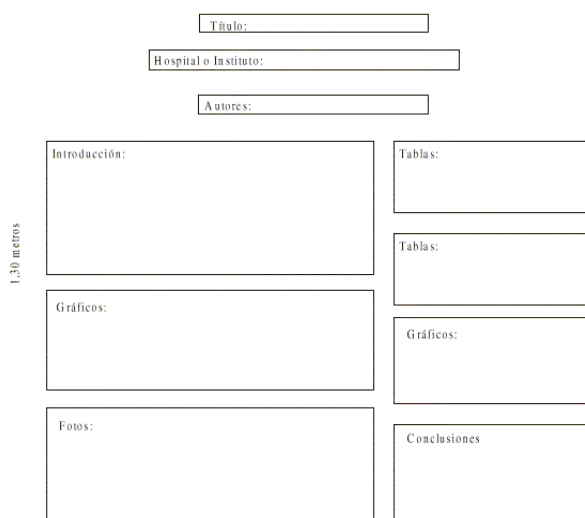 Título:
Hospital o Instituto:
Autores:
1,30 metros
Introducción:
Gráficos:
Fotos:
Tablas:
Tablas:
Gráficos:
Conclusiones